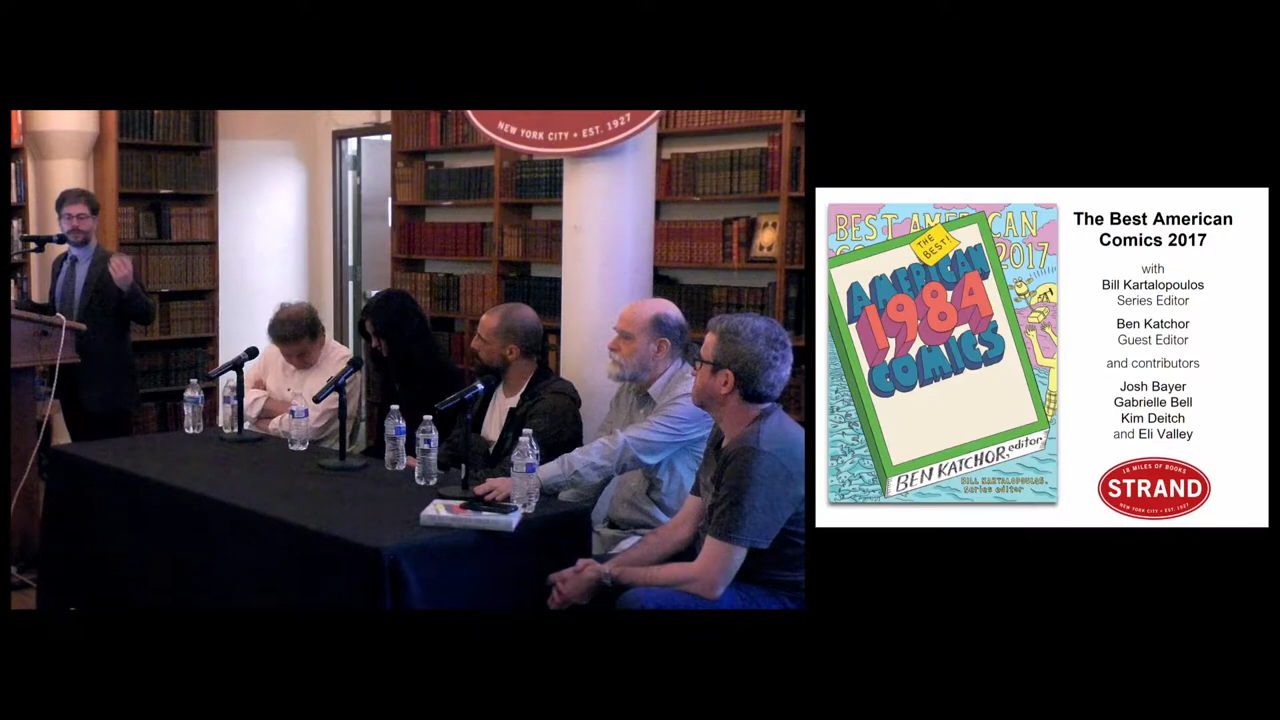 NEW YORK CITY • EST. 1927
BEST AMERICAN
2017
THE
BEST!
AMERICAN
1984
COMICS
BEN KATCHOR, editor
BILL KARTALOPOULOS,
series editor
The Best American
Comics 2017
with
Bill Kartalopoulos
Series Editor
Ben Katchor
Guest Editor
and contributors
Josh Bayer
Gabrielle Bell
Kim Deitch
and Eli Valley
18 MILES OF BOOKS
STRAND
NEW YORK CITY • EST. 1927